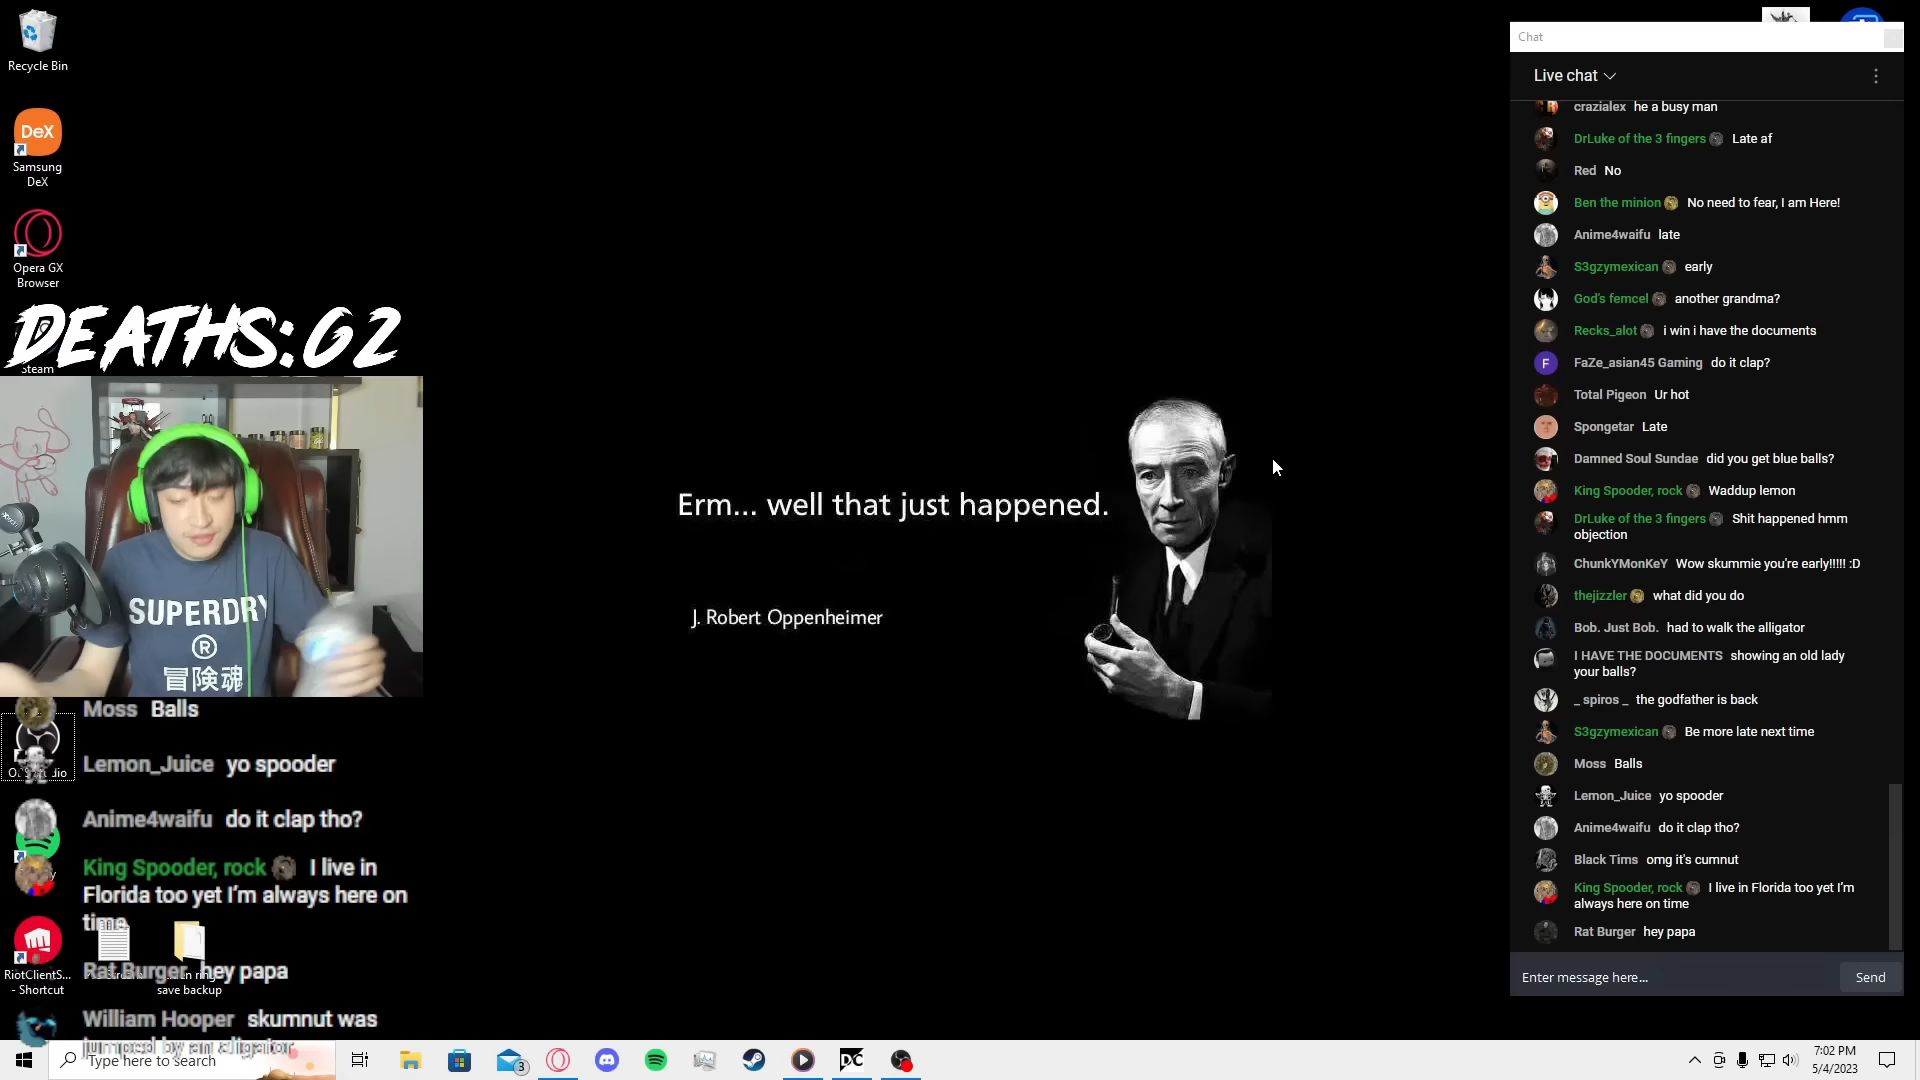 Recycle Bin
DeX
Samsung
DeX
Opera GX
Browser
DEATHS:62
Steam
SUPERDRY
®
冒険魂
Moss Balls
Lemon_Juice yo spooder
Anime4waifu do it clap tho?
King Spooder, rock I live in
Florida too yet I'm always here on
time
Rat Burger hey papa
RiotClientS...
- Shortcut
save backup
William Hooper skumnut was
jumped by an alligator
Erm... well that just happened.
J. Robert Oppenheimer
Chat
Live chat
crazialex he a busy man
DrLuke of the 3 fingers Late af
Red No
Ben the minion No need to fear, I am Here!
Anime4waifu late
S3gzymexican early
God's femcel another grandma?
Recks_alot i win i have the documents
F FaZe_asian45 Gaming do it clap?
Total Pigeon Ur hot
Spongetar Late
Damned Soul Sundae did you get blue balls?
King Spooder, rock Waddup lemon
DrLuke of the 3 fingers Shit happened hmm
objection
ChunkYMonKeY Wow skummie you're early!!!!! :D
thejizzler what did you do
Bob. Just Bob. had to walk the alligator
I HAVE THE DOCUMENTS showing an old lady
your balls?
_ spiros _ the godfather is back
S3gzymexican Be more late next time
Moss Balls
Lemon_Juice yo spooder
Anime4waifu do it clap tho?
Black Tims omg it's cumnut
King Spooder, rock I live in Florida too yet I'm
always here on time
Rat Burger hey papa
Enter message here...
Send
Type here to search
3
DC
7:02 PM
5/4/2023